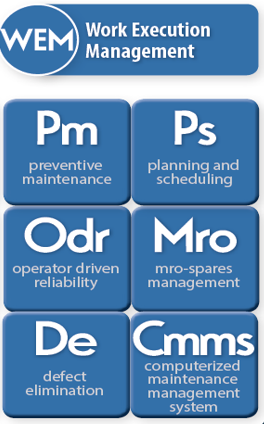 WEM Work Execution
Management
Pm
preventive
maintenance
Ps
planning and
scheduling
Odr
operator driven
reliability
Mro
mro-spares
management
De
defect
elimination
Cmms
computerized
maintenance
management
system